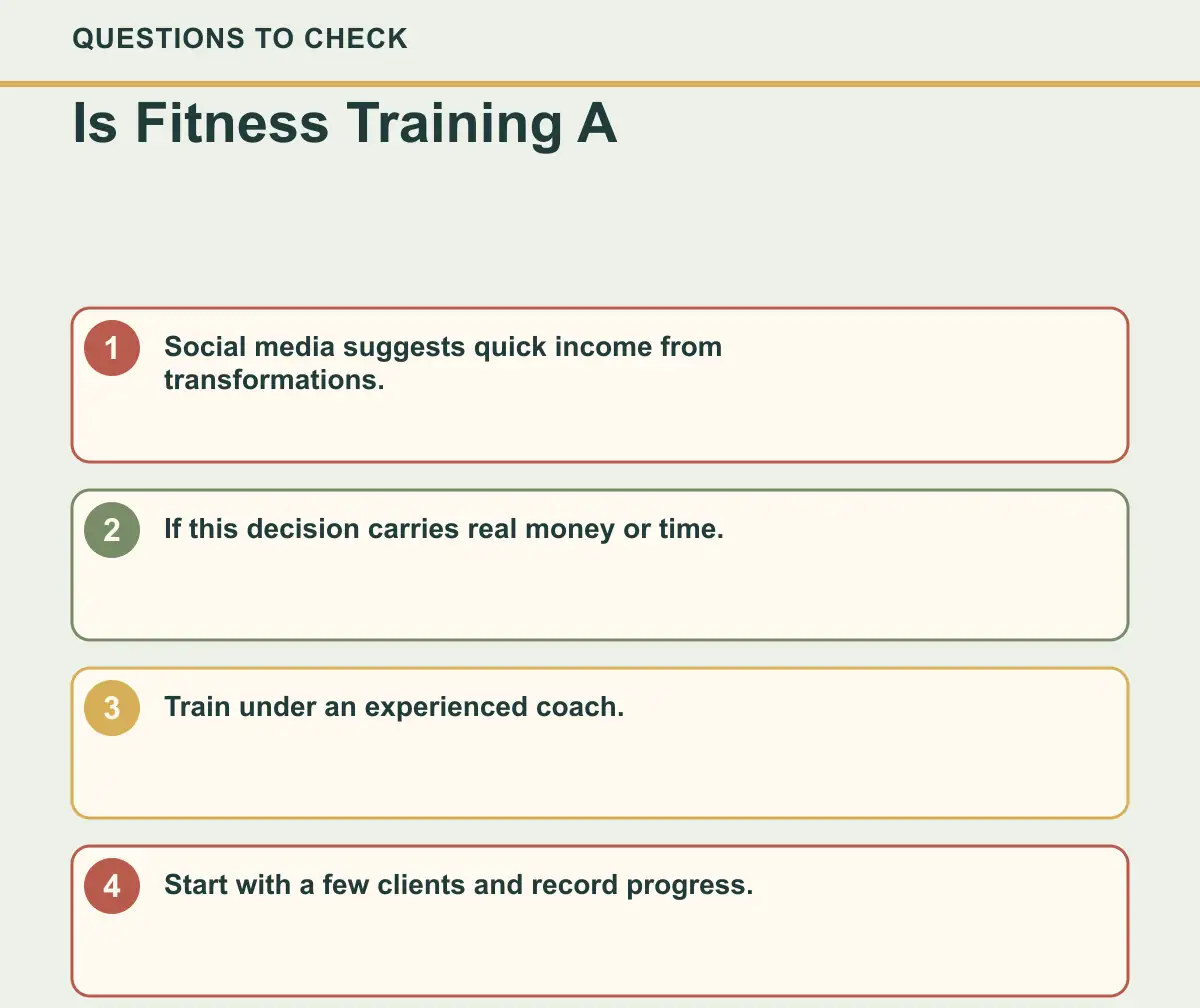 QUESTIONS TO CHECK
Is Fitness Training A
1
Social media suggests quick income from
transformations.
2
If this decision carries real money or time.
3
Train under an experienced coach.
4
Start with a few clients and record progress.